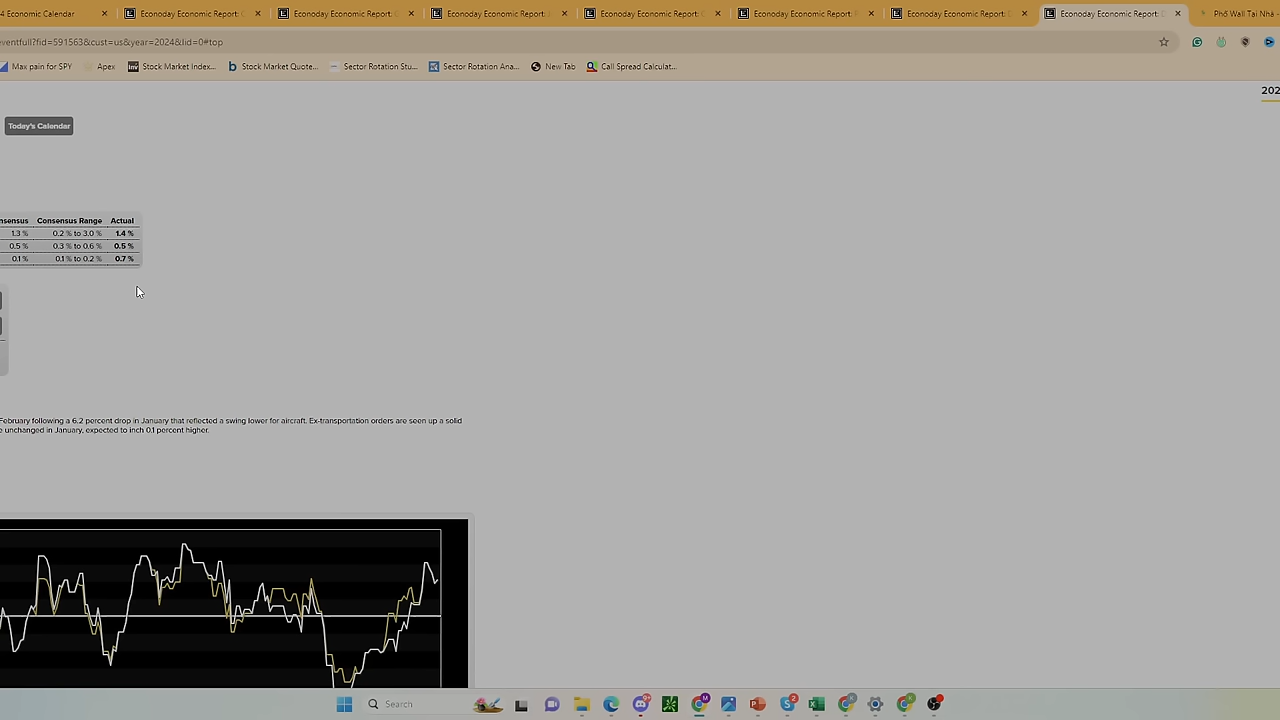 4 Economic Calendar
Econoday Economic Report:
Econoday Economic Report:
Econoday Economic Report:
Econoday Economic Report:
Econoday Economic Report:
Econoday Economic Report:
Econoday Economic Report:
Phố Wall Tại Nhà -
eventfull?fid=591563&cust=us&year=2024&lid=0#top
Max pain for SPY
Apex
Stock Market Index...
Stock Market Quote...
Sector Rotation Stu...
Sector Rotation Ana...
New Tab
Call Spread Calculat...
202
Today's Calendar
nsensus Consensus Range Actual
1.3 % 0.2 % to 3.0 % 1.4 %
0.5 % 0.3 % to 0.6 % 0.5 %
0.1 % 0.1 % to 0.2 % 0.7 %
February following a 6.2 percent drop in January that reflected a swing lower for aircraft. Ex-transportation orders are seen up a solid
e unchanged in January, expected to inch 0.1 percent higher.
Search